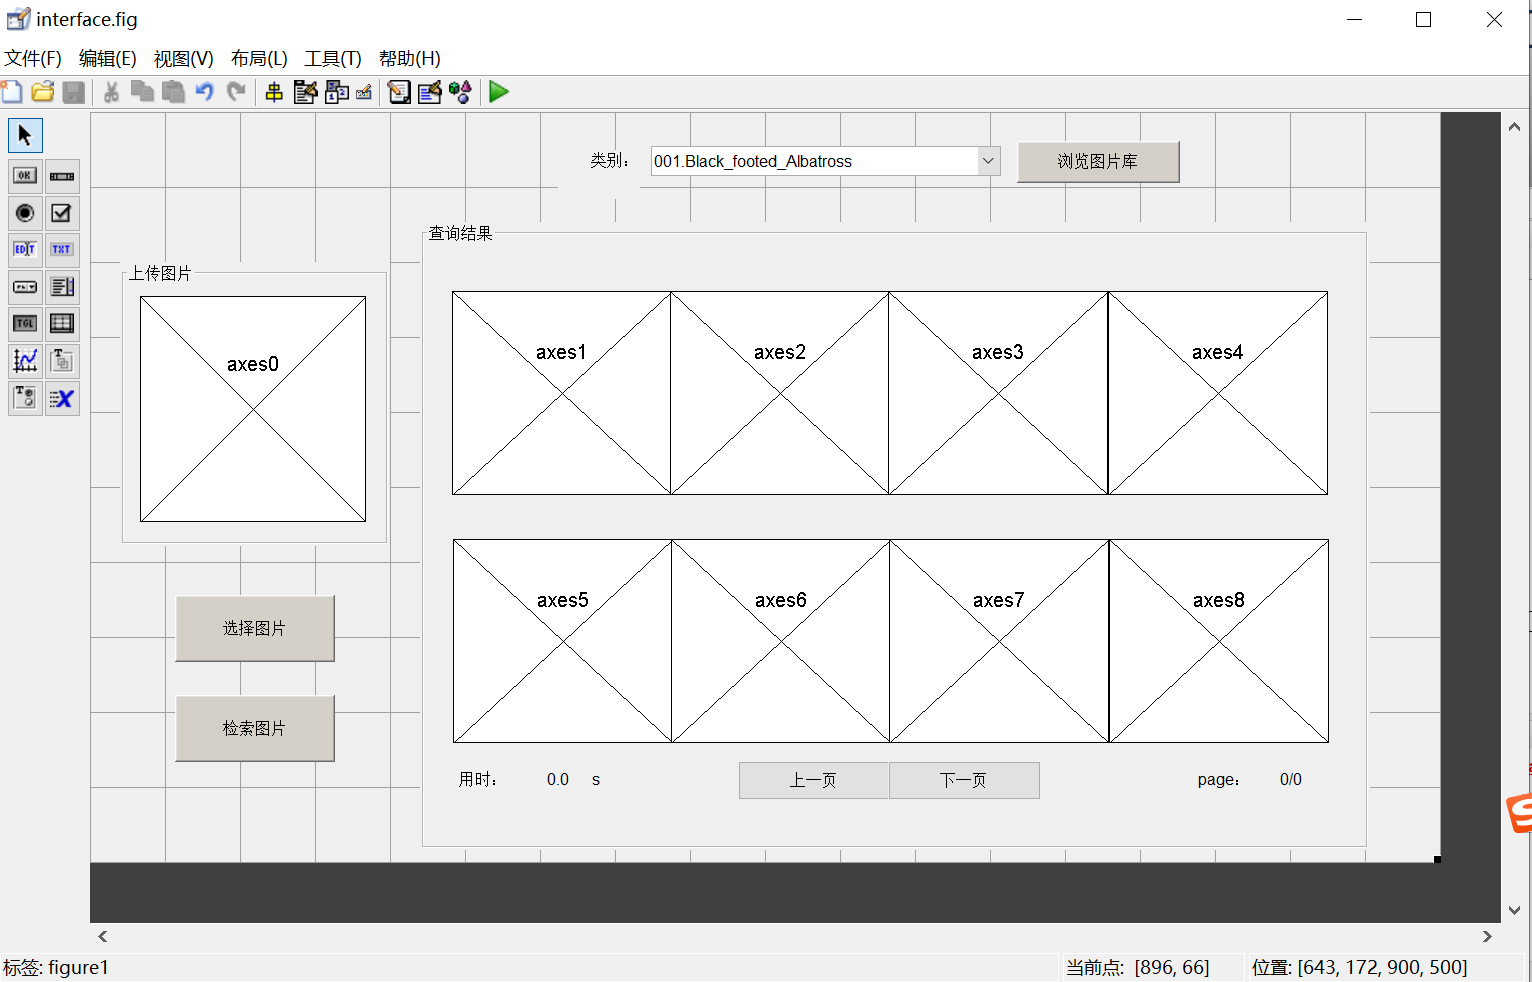 interface.fig
文件(F) 编辑(E) 视图(V) 布局(L) 工具(T) 帮助(H)
类别： 001.Black_footed_Albatross 浏览图片库
OK
EDIT TXT
TGL
上传图片
axes0
选择图片
检索图片
查询结果
axes1 axes2 axes3 axes4
axes5 axes6 axes7 axes8
用时： 0.0 s 上一页 下一页 page： 0/0
标签: figure1 当前点: [896, 66] 位置: [643, 172, 900, 500]